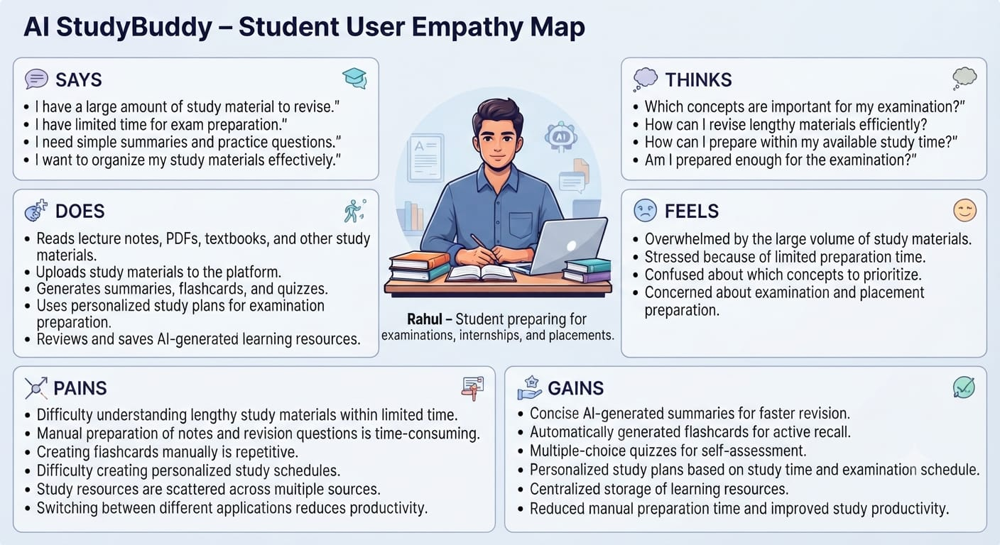 AI StudyBuddy – Student User Empathy Map
SAYS
• I have a large amount of study material to revise."
• I have limited time for exam preparation."
• I need simple summaries and practice questions."
• I want to organize my study materials effectively."
THINKS
• Which concepts are important for my examination?"
• How can I revise lengthy materials efficiently?
• How can I prepare within my available study time?"
• Am I prepared enough for the examination?"
DOES
• Reads lecture notes, PDFs, textbooks, and other study
materials.
• Uploads study materials to the platform.
• Generates summaries, flashcards, and quizzes.
• Uses personalized study plans for examination
preparation.
• Reviews and saves AI-generated learning resources.
A
AI
Rahul – Student preparing for
examinations, internships, and placements.
FEELS
• Overwhelmed by the large volume of study materials.
• Stressed because of limited preparation time.
• Confused about which concepts to prioritize.
• Concerned about examination and placement
preparation.
PAINS
• Difficulty understanding lengthy study materials within limited time.
• Manual preparation of notes and revision questions is time-consuming.
• Creating flashcards manually is repetitive.
• Difficulty creating personalized study schedules.
• Study resources are scattered across muitiple sources.
• Switching between different applications reduces productivity.
GAINS
• Concise AI-generated summaries for faster revision.
• Automatically generated flashcards for active recall.
• Multiple-choice quizzes for self-assessment.
• Personalized study plans based on study time and examination schedule.
• Centralized storage of learning resources.
• Reduced manual preparation time and improved study productivity.